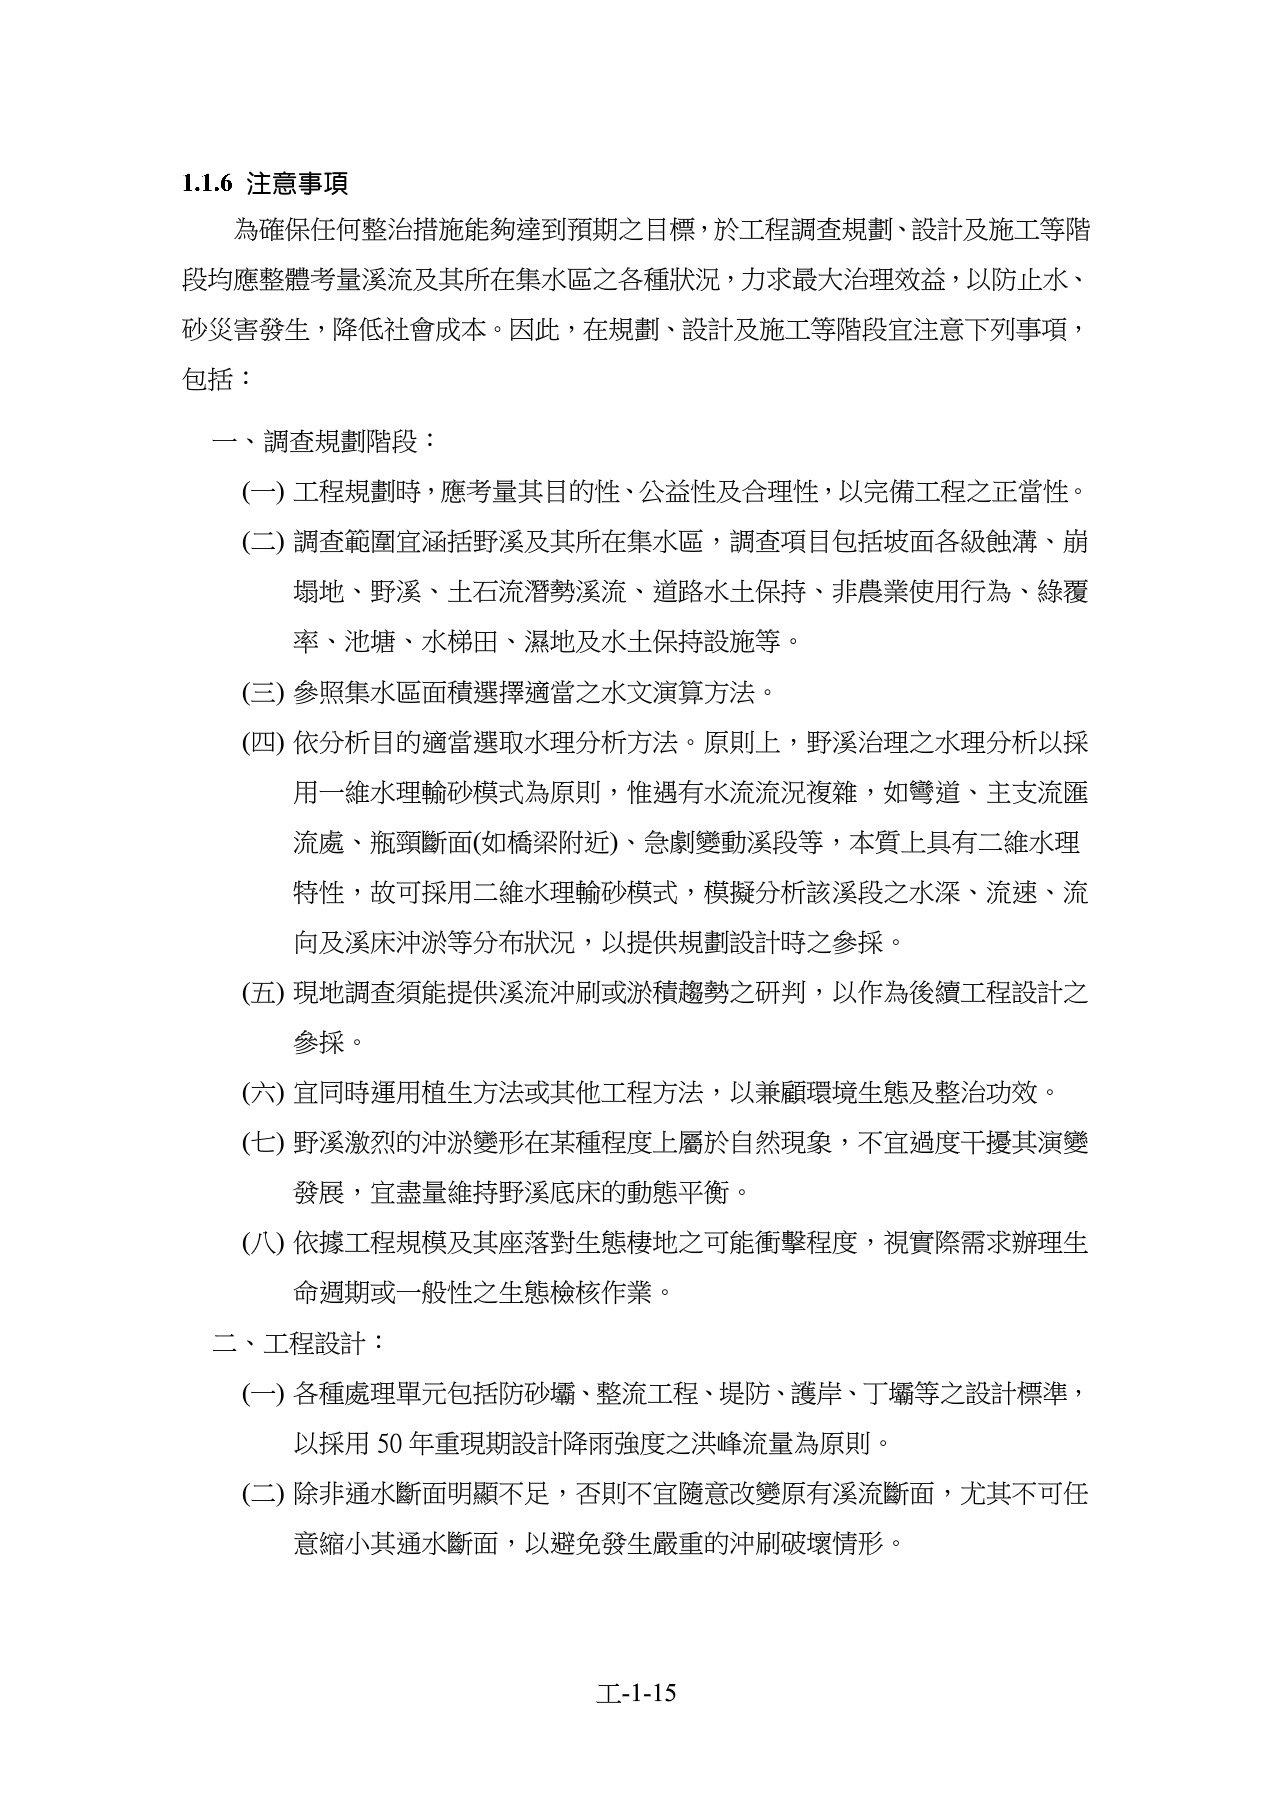 1.1.6 注意事項
為確保任何整治措施能夠達到預期之目標，於工程調查規劃、設計及施工等階
段均應整體考量溪流及其所在集水區之各種狀況，力求最大治理效益，以防止水、
砂災害發生，降低社會成本。因此，在規劃、設計及施工等階段宜注意下列事項，
包括：
一、調查規劃階段：
(一) 工程規劃時，應考量其目的性、公益性及合理性，以完備工程之正當性。
(二) 調查範圍宜涵括野溪及其所在集水區，調查項目包括坡面各級蝕溝、崩
塌地、野溪、土石流潛勢溪流、道路水土保持、非農業使用行為、綠覆
率、池塘、水梯田、濕地及水土保持設施等。
(三) 參照集水區面積選擇適當之水文演算方法。
(四) 依分析目的適當選取水理分析方法。原則上，野溪治理之水理分析以採
用一維水理輸砂模式為原則，惟遇有水流流況複雜，如彎道、主支流匯
流處、瓶頸斷面(如橋梁附近)、急劇變動溪段等，本質上具有二維水理
特性，故可採用二維水理輸砂模式，模擬分析該溪段之水深、流速、流
向及溪床沖淤等分布狀況，以提供規劃設計時之參採。
(五) 現地調查須能提供溪流沖刷或淤積趨勢之研判，以作為後續工程設計之
參採。
(六) 宜同時運用植生方法或其他工程方法，以兼顧環境生態及整治功效。
(七) 野溪激烈的沖淤變形在某種程度上屬於自然現象，不宜過度干擾其演變
發展，宜盡量維持野溪底床的動態平衡。
(八) 依據工程規模及其座落對生態棲地之可能衝擊程度，視實際需求辦理生
命週期或一般性之生態檢核作業。
二、工程設計：
(一) 各種處理單元包括防砂壩、整流工程、堤防、護岸、丁壩等之設計標準，
以採用 50 年重現期設計降雨強度之洪峰流量為原則。
(二) 除非通水斷面明顯不足，否則不宜隨意改變原有溪流斷面，尤其不可任
意縮小其通水斷面，以避免發生嚴重的沖刷破壞情形。
工-1-15